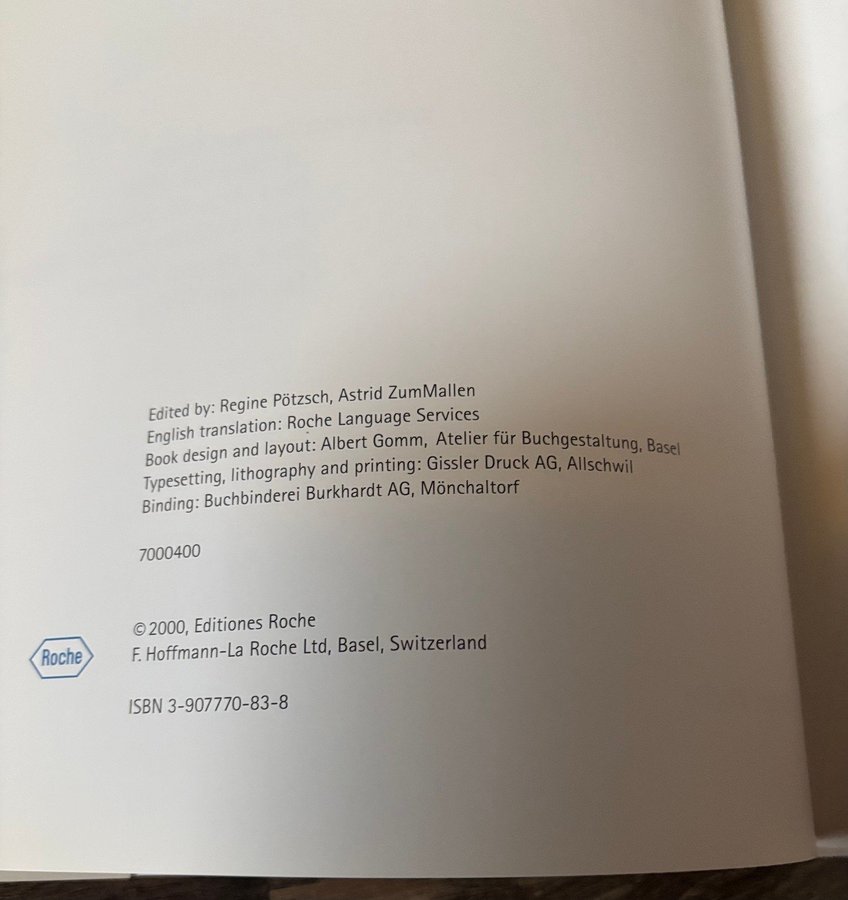 Edited by: Regine Pötzsch, Astrid ZumMallen
English translation: Roche Language Services
Book design and layout: Albert Gomm, Atelier für Buchgestaltung, Basel
Typesetting, lithography and printing: Gissler Druck AG, Allschwil
Binding: Buchbinderei Burkhardt AG, Mönchaltorf
7000400
©2000, Editiones Roche
Roche
F. Hoffmann-La Roche Ltd, Basel, Switzerland
ISBN 3-907770-83-8